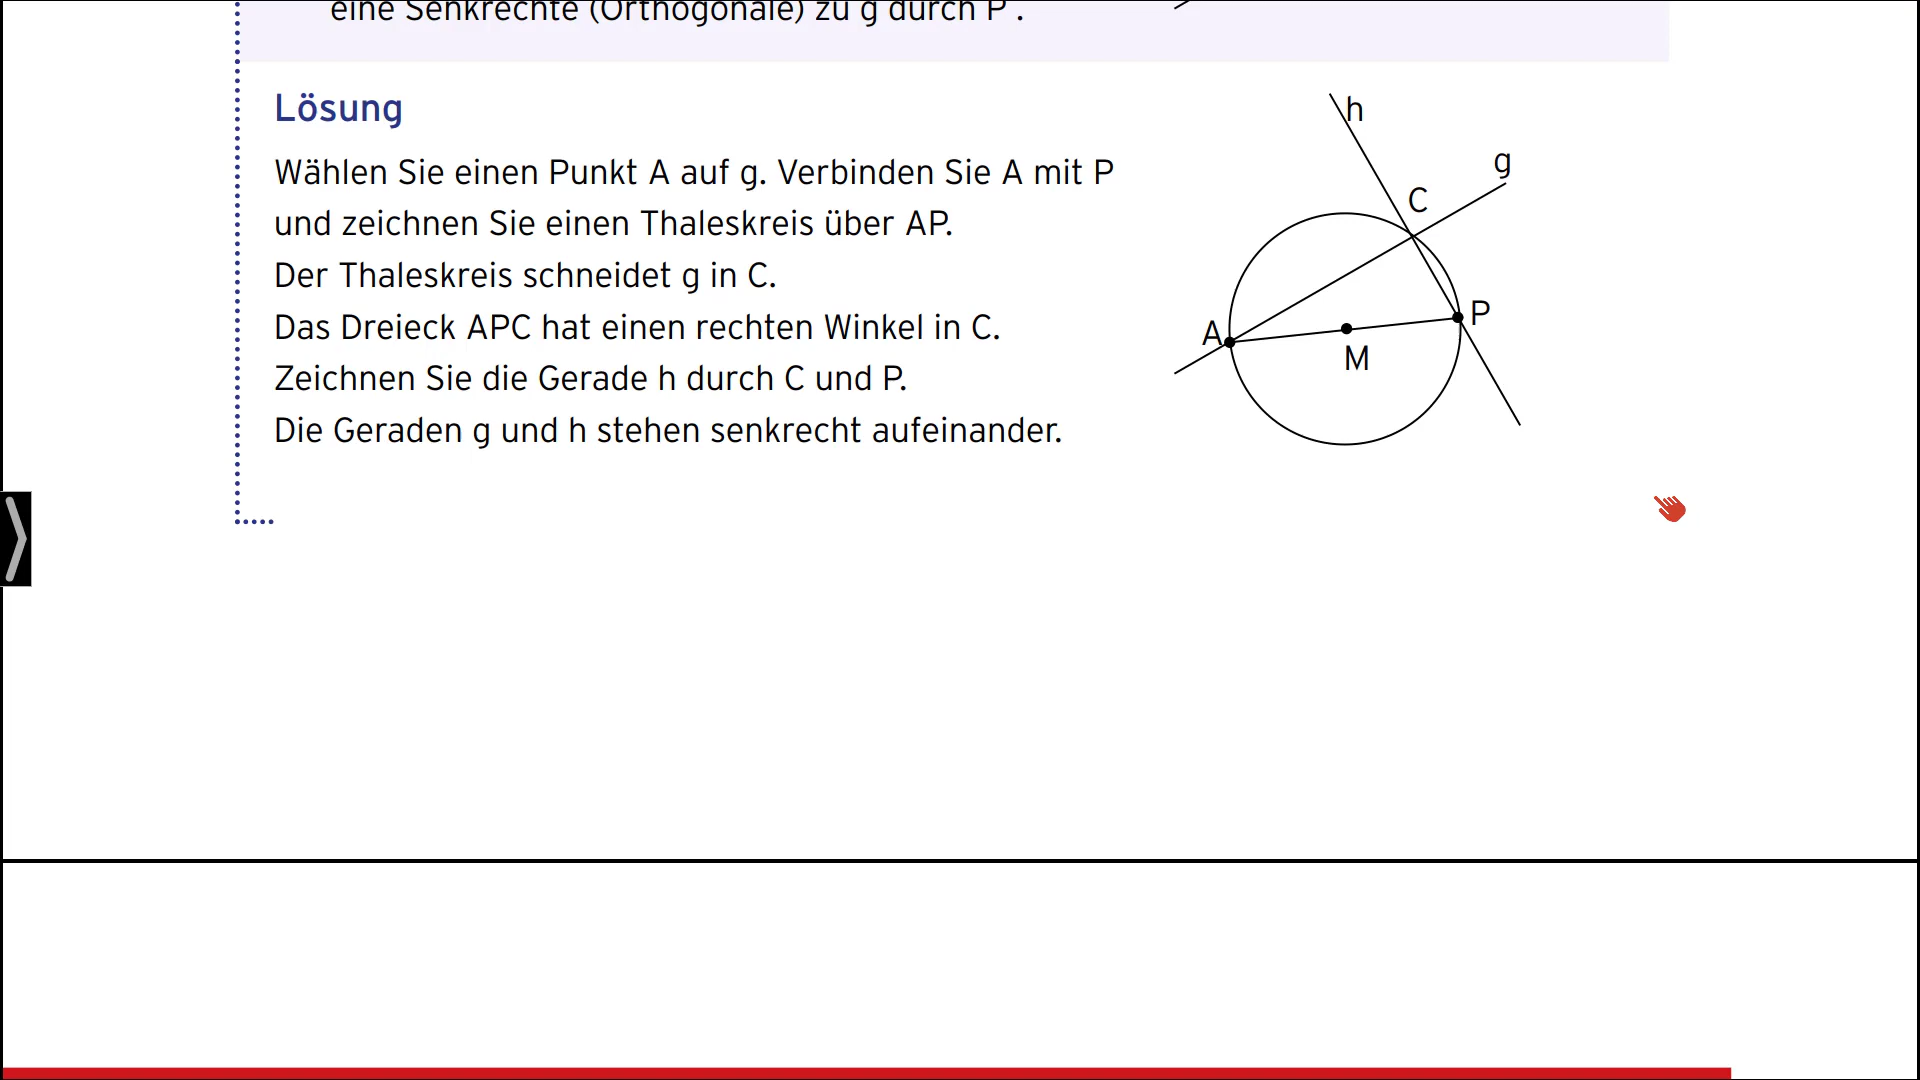 eine Senkrechte (Orthogonale) zu g durch P .
Lösung
Wählen Sie einen Punkt A auf g. Verbinden Sie A mit P
und zeichnen Sie einen Thaleskreis über AP.
Der Thaleskreis schneidet g in C.
Das Dreieck APC hat einen rechten Winkel in C.
Zeichnen Sie die Gerade h durch C und P.
Die Geraden g und h stehen senkrecht aufeinander.
h
g
C
P
A
M